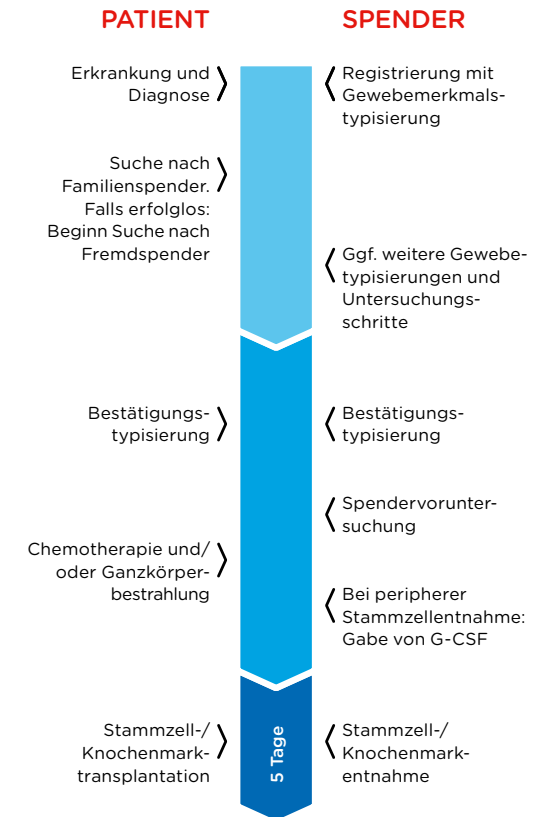 PATIENT
SPENDER
Erkrankung und
Diagnose
Registrierung mit
Gewebemerkmals-
typisierung
Suche nach
Familienspender.
Falls erfolglos:
Beginn Suche nach
Fremdspender
Ggf. weitere Gewebe-
typisierungen und
Untersuchungs-
schritte
Bestätigungs-
typisierung
Bestätigungs-
typisierung
Spendervorunter-
suchung
Chemotherapie und/
oder Ganzkörper-
bestrahlung
Bei peripherer
Stammzellentnahme:
Gabe von G-CSF
Stammzell-/
Knochenmark-
transplantation
5 Tage
Stammzell-/
Knochenmark-
entnahme